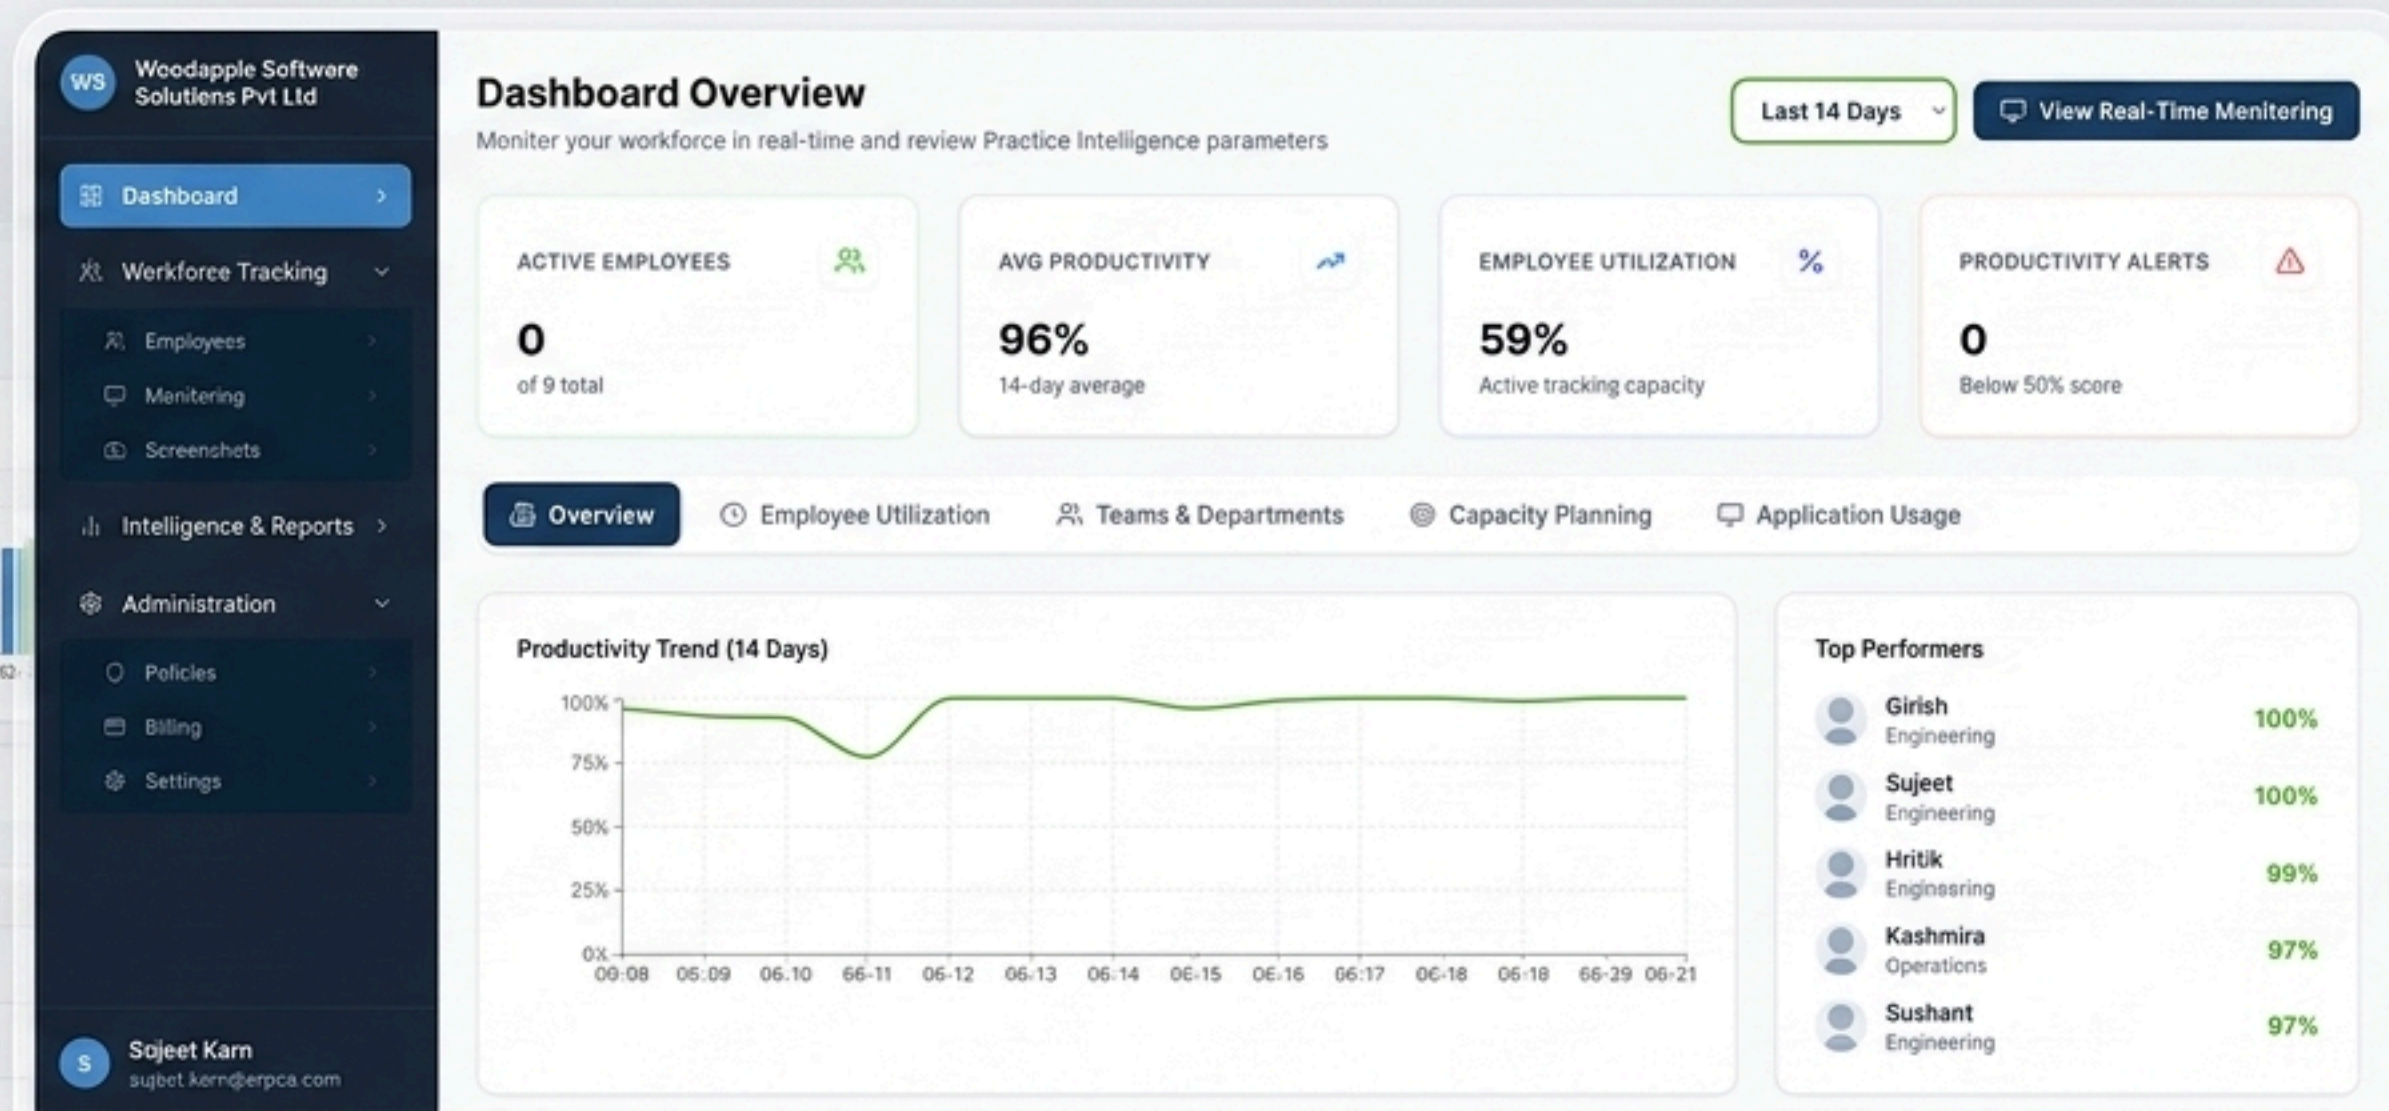 WS
Woodapple Software
Solutiens Pvt Ltd
Dashboard
Werkforee Tracking
Employees
Menitering
Screenshets
Intelligence & Reports
Administration
Policies
Billing
Settings
S
Sajeet Karn
sujbet.kern@erpca.com
Dashboard Overview
Meniter your workforce in real-time and review Practice Intelligence parameters
Last 14 Days
View Real-Time Menitering
ACTIVE EMPLOYEES
0
of 9 total
AVG PRODUCTIVITY
96%
14-day average
EMPLOYEE UTILIZATION
%
59%
Active tracking capacity
PRODUCTIVITY ALERTS
0
Below 50% score
Overview
Employee Utilization
Teams & Departments
Capacity Planning
Application Usage
Productivity Trend (14 Days)
100%
75%
50%
25%
0%
06:08 05:09 06.10 66-11 06-12 06:13 06:14 06-15 06.16 06:17 06-18 06-18 66-29 06-21
Top Performers
Girish
Engineering
100%
Sujeet
Engineering
100%
Hritik
Enginssring
99%
Kashmira
Operations
97%
Sushant
Engineering
97%
62-